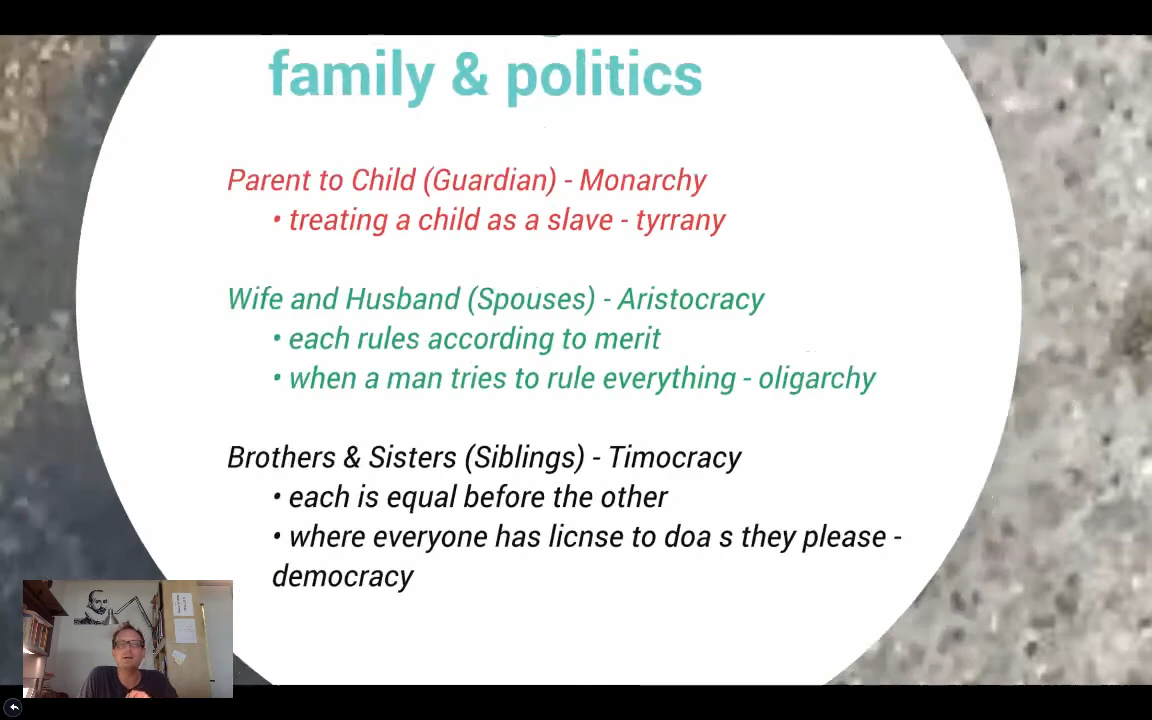 family & politics
Parent to Child (Guardian) - Monarchy
• treating a child as a slave - tyrrany
Wife and Husband (Spouses) - Aristocracy
• each rules according to merit
• when a man tries to rule everything - oligarchy
Brothers & Sisters (Siblings) - Timocracy
• each is equal before the other
• where everyone has licnse to doa s they please -
democracy